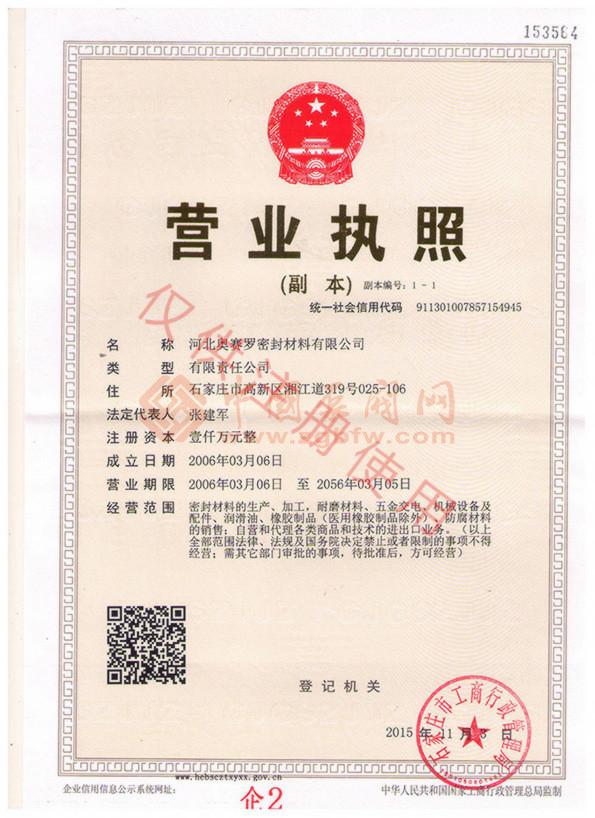 153564
营业执照
(副 本) 副本编号：1－1
统一社会信用代码 911301007857154945
名 称 河北奥赛罗密封材料有限公司
类 型 有限责任公司
住 所 石家庄市高新区湘江道319号025-106
法定代表人 张建军
注册资本 壹仟万元整
成立日期 2006年03月06日
营业期限 2006年03月06日 至 2056年03月05日
经营范围 密封材料的生产、加工，耐磨材料、五金交电、机械设备及
配件、润滑油、橡胶制品（医用橡胶制品除外）、防腐材料
的销售；自营和代理各类商品和技术的进出口业务。（以上
全部范围法律、法规及国务院决定禁止或者限制的事项不得
经营；需其它部门审批的事项，待批准后，方可经营）
仅供注册使用
登记机关
石家庄市工商行政管理局
2015 年 11 月 3 日
www.hebscztxyxx.gov.cn
企业信用信息公示系统网址：
中华人民共和国国家工商行政管理总局监制
企2